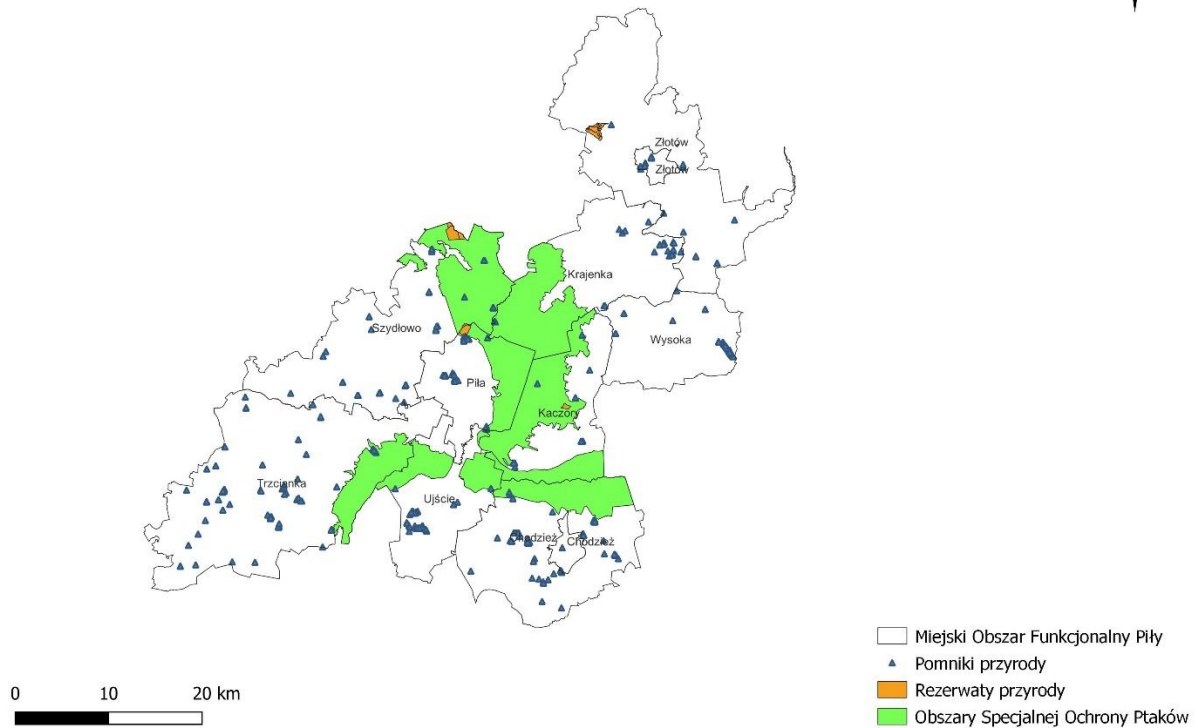 Złotów
Złotów
Krajenka
Szydłowo
Wysoka
Piła
Kaczory
Trzcianka
Ujście
Chodzież
Chodzież
Miejski Obszar Funkcjonalny Piły
Pomniki przyrody
Rezerwaty przyrody
Obszary Specjalnej Ochrony Ptaków
0 10 20 km